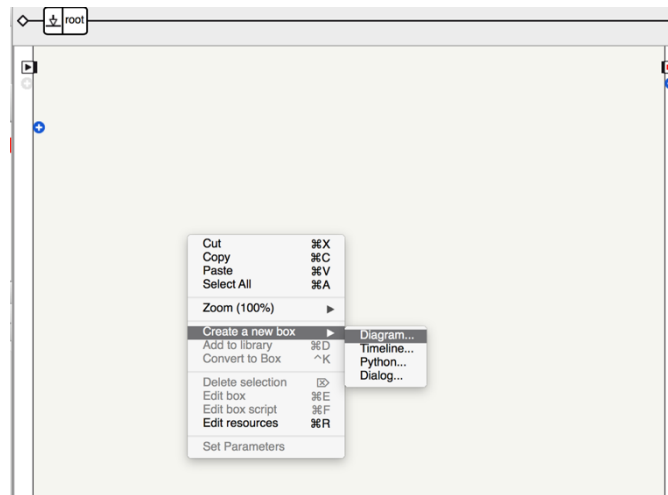 root
Cut ⌘X
Copy ⌘C
Paste ⌘V
Select All ⌘A
Zoom (100%) ▶
Create a new box ▶
Add to library ⌘D
Convert to Box ^K
Delete selection ⌦
Edit box ⌘E
Edit box script ⌘F
Edit resources ⌘R
Set Parameters
Diagram...
Timeline...
Python...
Dialog...